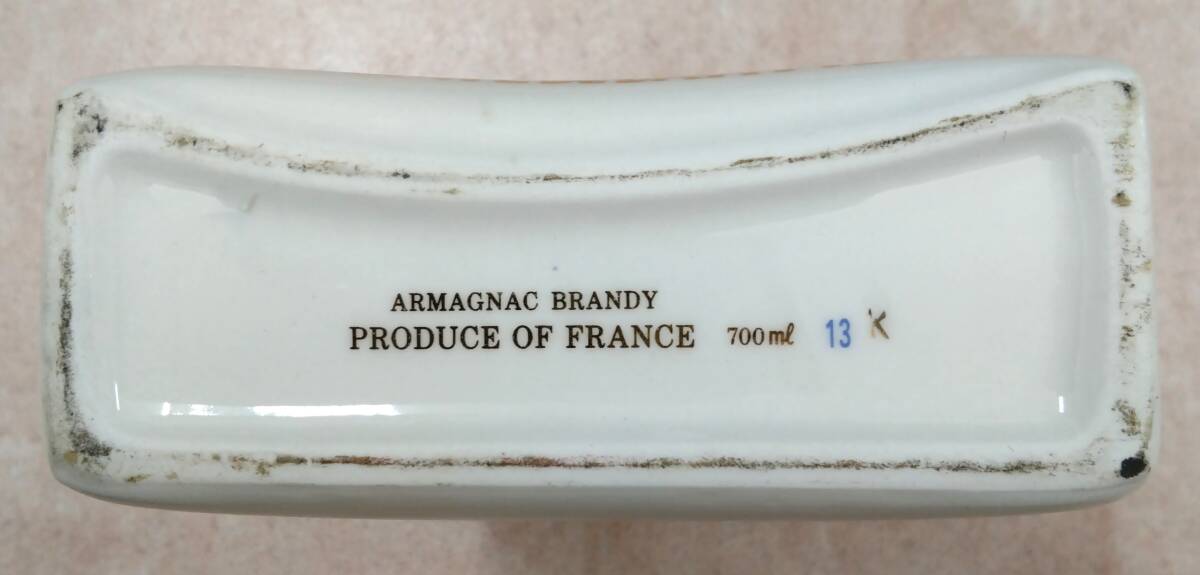 ARMAGNAC BRANDY
PRODUCE OF FRANCE 700ml 13 K